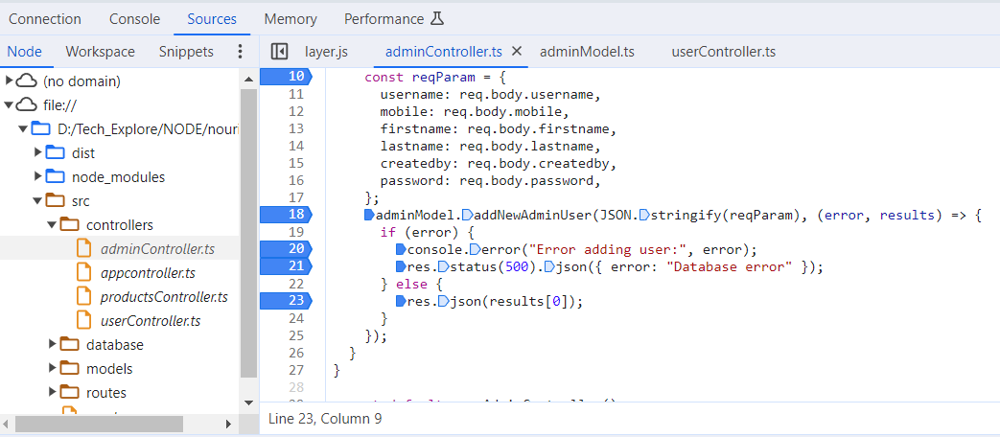 Connection Console Sources Memory Performance
Node Workspace Snippets layer.js adminController.ts adminModel.ts userController.ts
(no domain)
file://
D:/Tech_Explore/NODE/nouri
dist
node_modules
src
controllers
adminController.ts
appcontroller.ts
productsController.ts
userController.ts
database
models
routes
10 const reqParam = {
11 username: req.body.username,
12 mobile: req.body.mobile,
13 firstname: req.body.firstname,
14 lastname: req.body.lastname,
15 createdby: req.body.createdby,
16 password: req.body.password,
17 };
18 adminModel.addNewAdminUser(JSON.stringify(reqParam), (error, results) => {
19 if (error) {
20 console.error("Error adding user:", error);
21 res.status(500).json({ error: "Database error" });
22 } else {
23 res.json(results[0]);
24 }
25 });
26 }
27 }
28
Line 23, Column 9